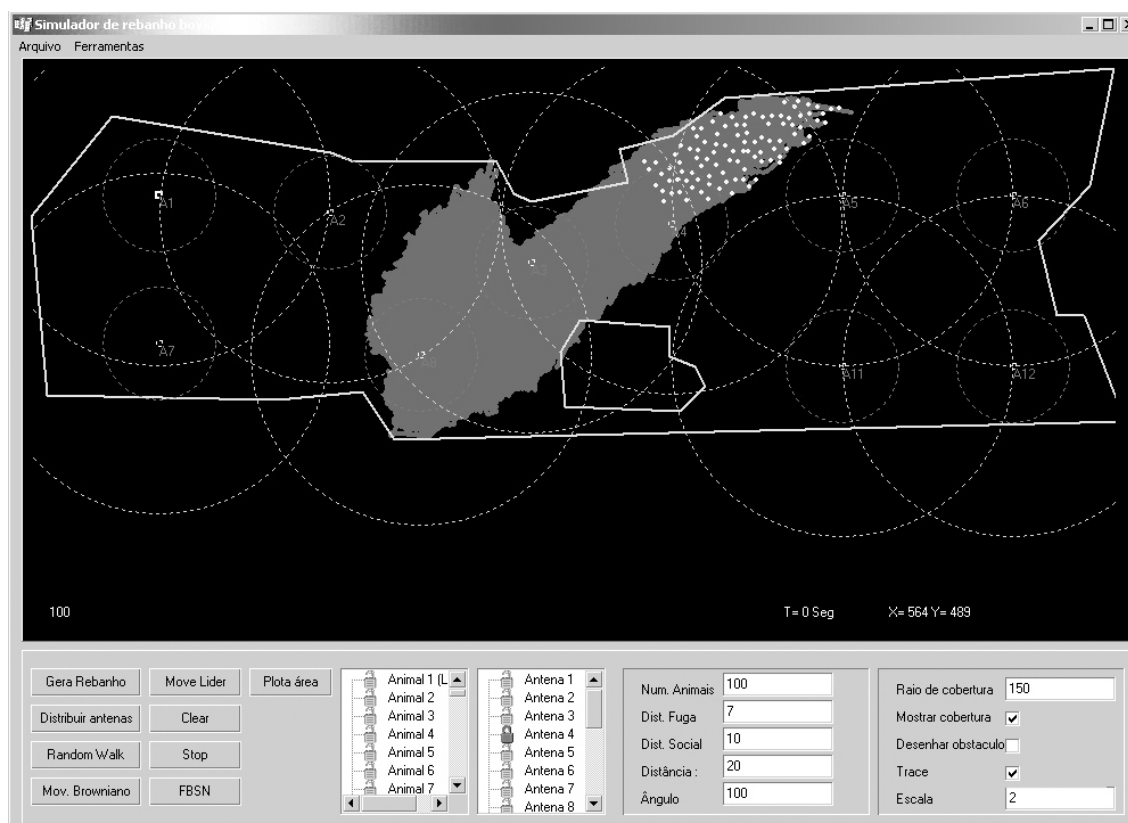 Simulador de rebanho bov
Arquivo Ferramentas
A1
A2
A3
A5
A6
A7
A8
A11
A12
100
T= 0 Seg
X= 564 Y= 489
Gera Rebanho
Move Lider
Plota área
Distribuir antenas
Clear
Random Walk
Stop
Mov. Browniano
FBSN
Animal 1 (L
Animal 2
Animal 3
Animal 4
Animal 5
Animal 6
Animal 7
Antena 1
Antena 2
Antena 3
Antena 4
Antena 5
Antena 6
Antena 7
Antena 8
Num. Animais 100
Dist. Fuga 7
Dist. Social 10
Distância : 20
Ângulo 100
Raio de cobertura 150
Mostrar cobertura
Desenhar obstaculo
Trace
Escala 2